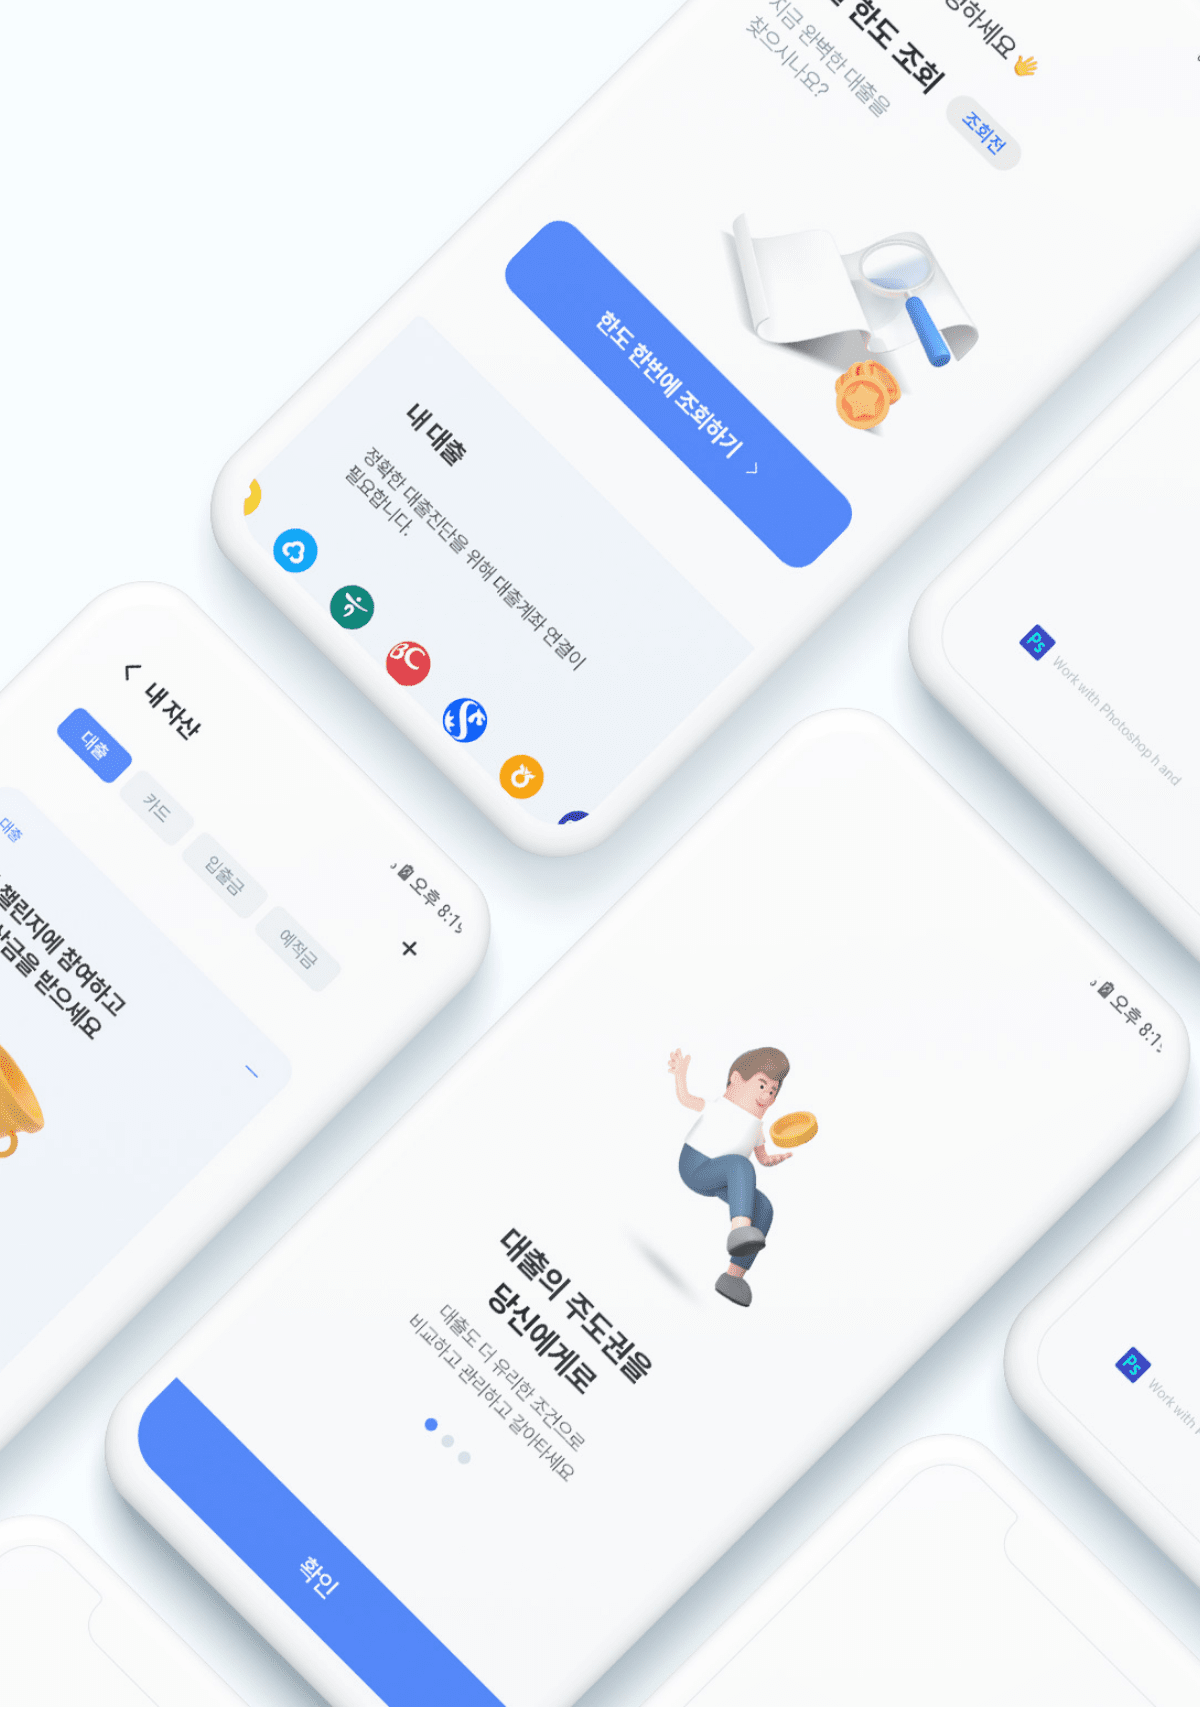 하세요 👋
한도 조회
지금 완벽한 대출을
찾으시나요?
조회전
한도 한번에 조회하기 >
내 대출
정확한 대출진단을 위해 대출계좌 연결이
필요합니다.
BC
Ps
Work with Photoshop h and
내 자산
대출
카드
입출금
예적금
오후 8:1
+
대출
챌린지에 참여하고
상금을 받으세요
오후 8:1
대출의 주도권을
당신에게로
대출도 더 유리한 조건으로
비교하고 관리하고 갈아타세요
확인
Ps
Work with